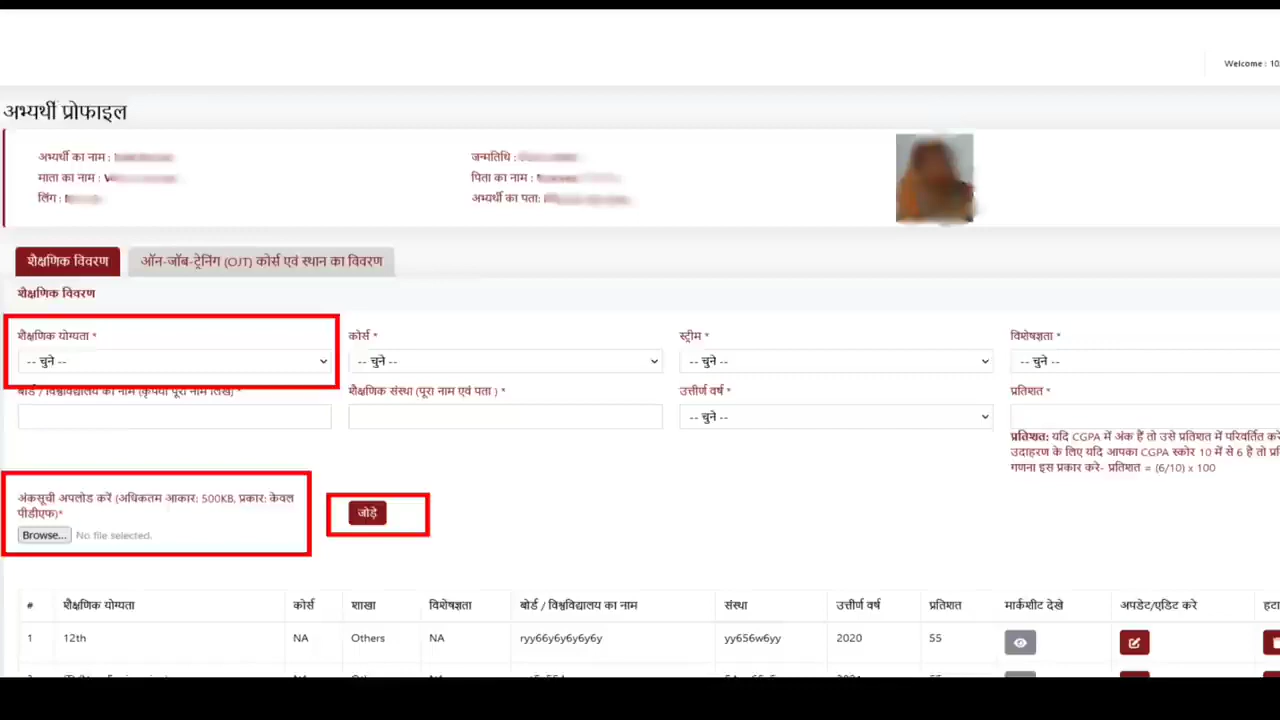 Welcome : 10
अभ्यर्थी प्रोफाइल
अभ्यर्थी का नाम :
जन्मतिथि :
माता का नाम :
पिता का नाम :
लिंग :
अभ्यर्थी का पता:
शैक्षणिक विवरण
ऑन-जॉब-ट्रेनिंग (OJT) कोर्स एवं स्थान का विवरण
शैक्षणिक विवरण
शैक्षणिक योग्यता *
कोर्स *
स्ट्रीम *
विशेषज्ञता *
-- चुने --
-- चुने --
-- चुने --
-- चुने --
बोर्ड / विश्वविद्यालय का नाम (कृपया पूरा नाम लिखे) *
शैक्षणिक संस्था (पूरा नाम एवं पता ) *
उत्तीर्ण वर्ष *
प्रतिशत *
-- चुने --
प्रतिशत: यदि CGPA में अंक हैं तो उसे प्रतिशत में परिवर्तित करे
उदाहरण के लिए यदि आपका CGPA स्कोर 10 में से 6 है तो
गणना इस प्रकार करे- प्रतिशत = (6/10) x 100
अंकसूची अपलोड करें (अधिकतम आकार: 500KB, प्रकार: केवल
पीडीएफ)*
Browse... No file selected.
जोड़े
# शैक्षणिक योग्यता कोर्स शाखा विशेषज्ञता बोर्ड / विश्वविद्यालय का नाम संस्था उत्तीर्ण वर्ष प्रतिशत मार्कशीट देखे अपडेट/एडिट करे हटा
1 12th NA Others NA ryy66y6y6y6y6y yy656w6yy 2020 55